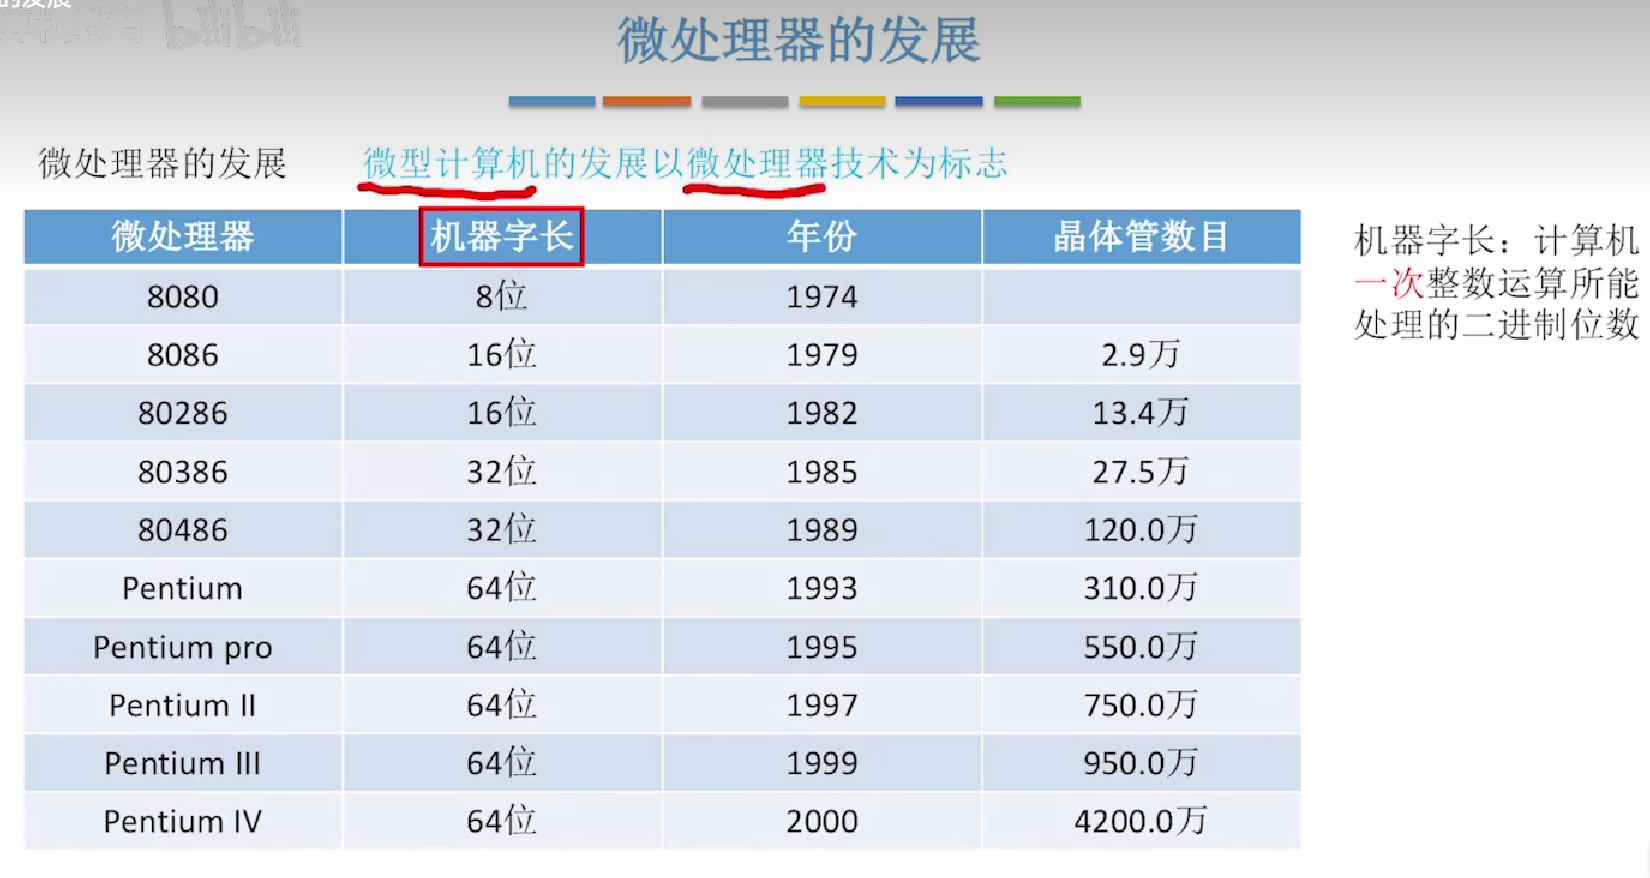 的发展
bilibili
微处理器的发展
微处理器的发展 微型计算机的发展以微处理器技术为标志
微处理器 机器字长 年份 晶体管数目
8080 8位 1974
8086 16位 1979 2.9万
80286 16位 1982 13.4万
80386 32位 1985 27.5万
80486 32位 1989 120.0万
Pentium 64位 1993 310.0万
Pentium pro 64位 1995 550.0万
Pentium II 64位 1997 750.0万
Pentium III 64位 1999 950.0万
Pentium IV 64位 2000 4200.0万
机器字长：计算机
一次整数运算所能
处理的二进制位数